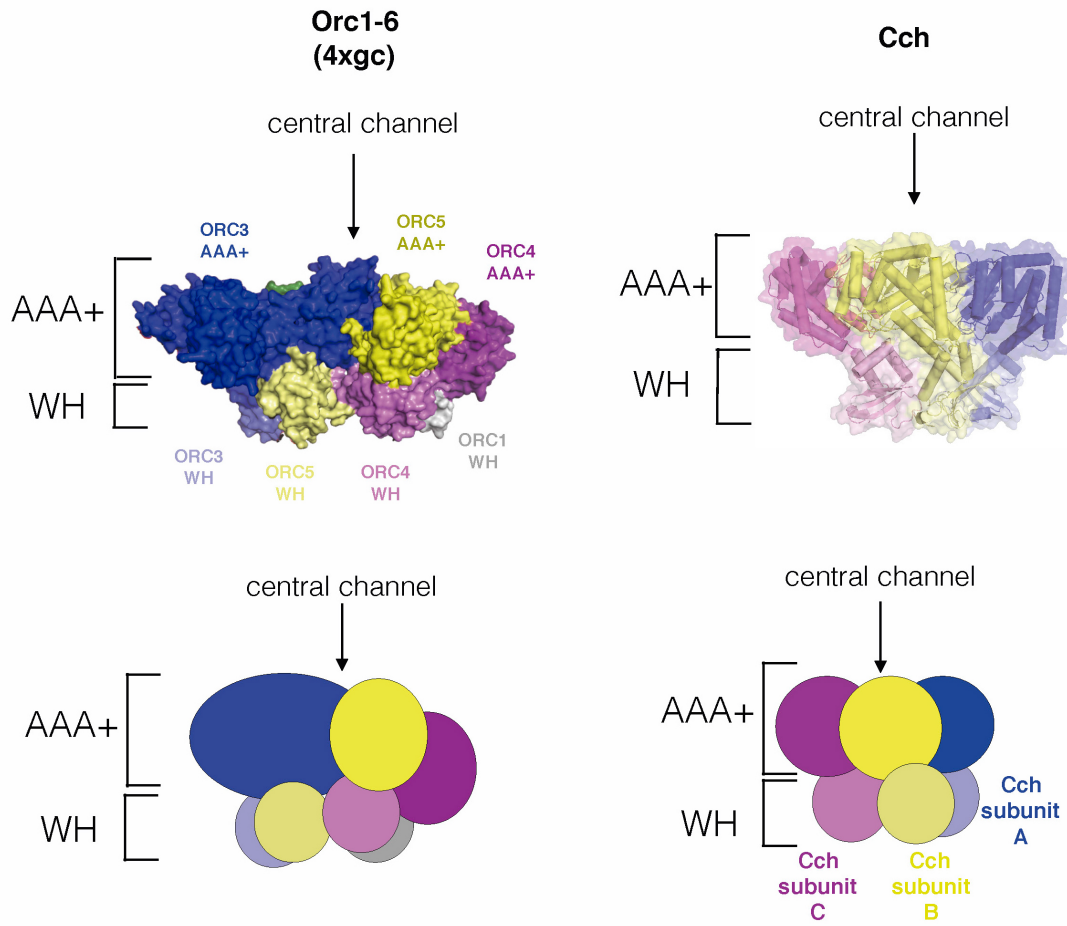 Orc1-6
(4xgc)
Cch
central channel
central channel
ORC3
AAA+
ORC5
AAA+
ORC4
AAA+
AAA+
WH
AAA+
WH
ORC3
WH
ORC5
WH
ORC4
WH
ORC1
WH
central channel
central channel
AAA+
WH
AAA+
WH
Cch
subunit
A
Cch
subunit
C
Cch
subunit
B